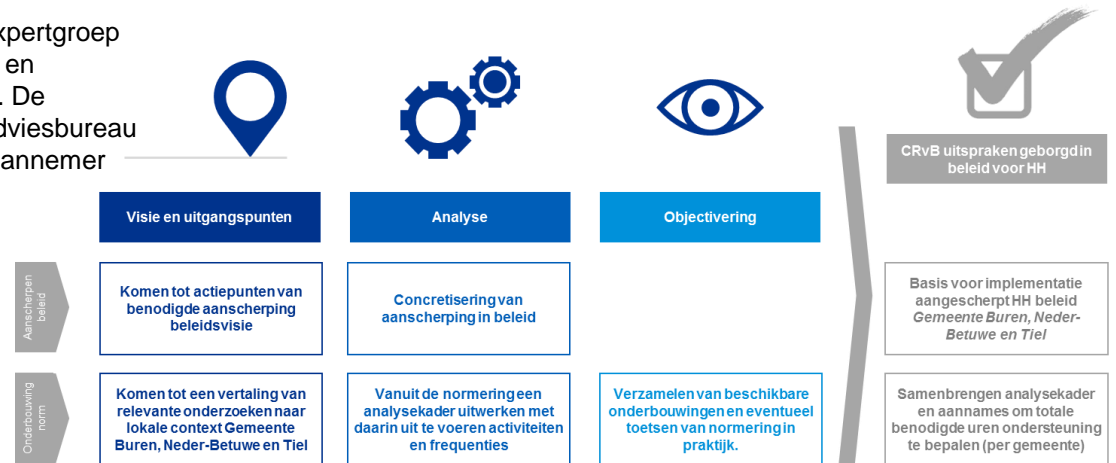 xpertgroep
en
. De
dviesbureau
annemer
CRvB uitspraken geborgd in
beleid voor HH
Visie en uitgangspunten
Analyse
Objectivering
Aanscherpen
beleid
Komen tot actiepunten van
benodigde aanscherping
beleidsvisie
Concretisering van
aanscherping in beleid
Basis voor implementatie
aangescherpt HH beleid
Gemeente Buren, Neder-
Betuwe en Tiel
Onderbouwing
norm
Komen tot een vertaling van
relevante onderzoeken naar
lokale context Gemeente
Buren, Neder-Betuwe en Tiel
Vanuit de normering een
analysekader uitwerken met
daarin uit te voeren activiteiten
en frequenties
Verzamelen van beschikbare
onderbouwingen en eventueel
toetsen van normering in
praktijk.
Samenbrengen analysekader
en aannames om totale
benodigde uren ondersteuning
te bepalen (per gemeente)